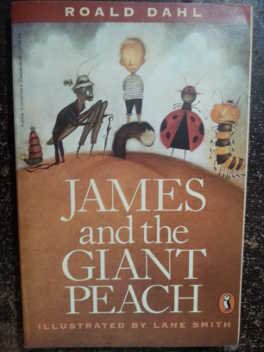 ROALD DAHL
JAMES
and the
GIANT
PEACH
ILLUSTRATED BY LANE SMITH